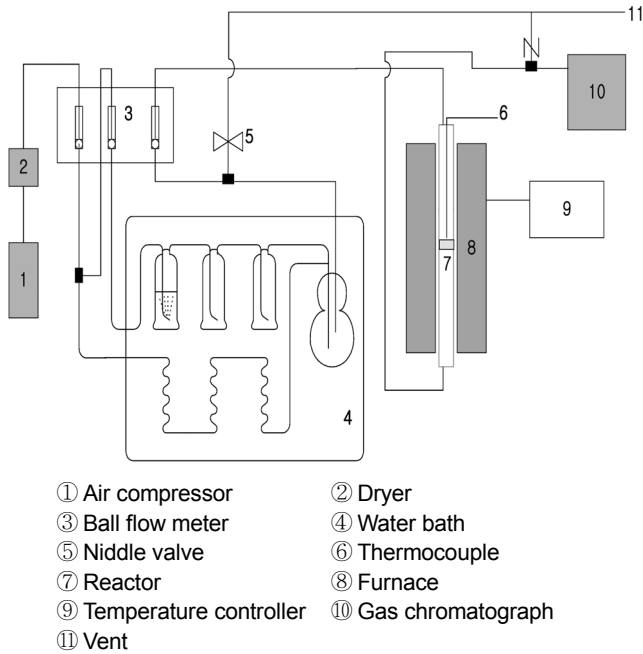 11
3
6
10
5
2
9
7
8
1
4
① Air compressor
② Dryer
③ Ball flow meter
④ Water bath
⑤ Niddle valve
⑥ Thermocouple
⑦ Reactor
⑧ Furnace
⑨ Temperature controller
⑩ Gas chromatograph
⑪ Vent